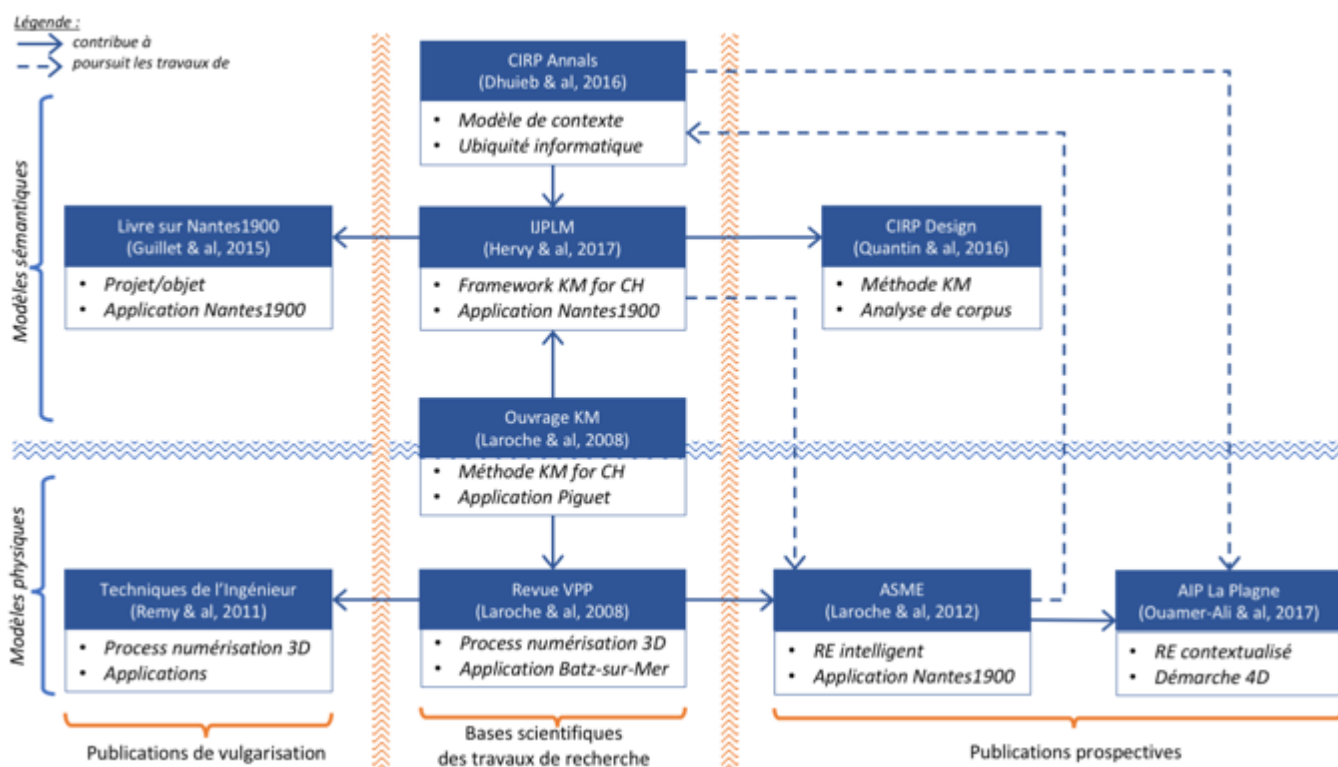 Légende :
contribue à
poursuit les travaux de
CIRP Annals
(Dhuieb & al, 2016)
• Modèle de contexte
• Ubiquité informatique
Modèles sémantiques
Livre sur Nantes1900
(Guillet & al, 2015)
• Projet/objet
• Application Nantes1900
IJPLM
(Hervy & al, 2017)
• Framework KM for CH
• Application Nantes1900
CIRP Design
(Quantin & al, 2016)
• Méthode KM
• Analyse de corpus
Ouvrage KM
(Laroche & al, 2008)
• Méthode KM for CH
• Application Piguet
Modèles physiques
Techniques de l'Ingénieur
(Remy & al, 2011)
• Process numérisation 3D
• Applications
Revue VPP
(Laroche & al, 2008)
• Process numérisation 3D
• Application Batz-sur-Mer
ASME
(Laroche & al, 2012)
• RE intelligent
• Application Nantes1900
AIP La Plagne
(Ouamer-Ali & al, 2017)
• RE contextualisé
• Démarche 4D
Publications de vulgarisation
Bases scientifiques
des travaux de recherche
Publications prospectives